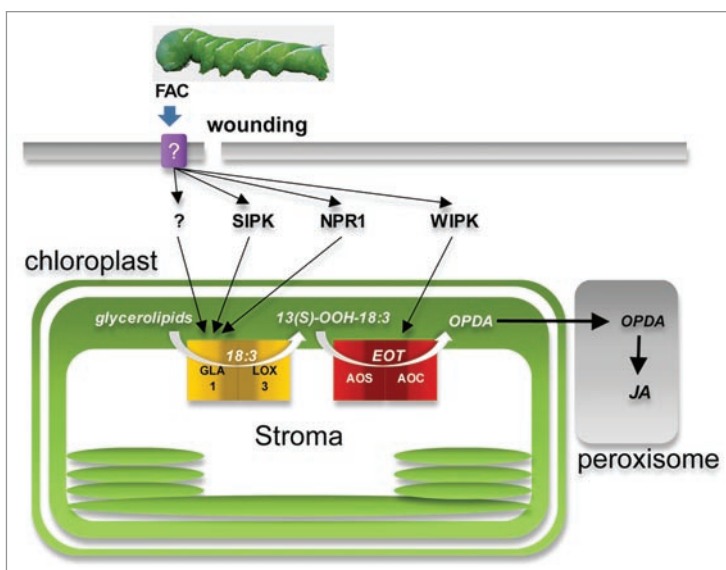 FAC
wounding
?
? SIPK NPR1 WIPK
chloroplast
glycerolipids 13(S)-OOH-18:3 OPDA OPDA
18:3 EOT
GLA LOX AOS AOC
1 3
JA
Stroma
peroxisome